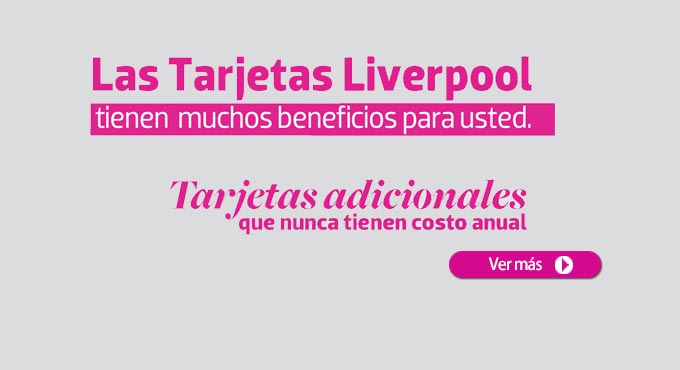 Las Tarjetas Liverpool
tienen muchos beneficios para usted.
Tarjetas adicionales
que nunca tienen costo anual
Ver más